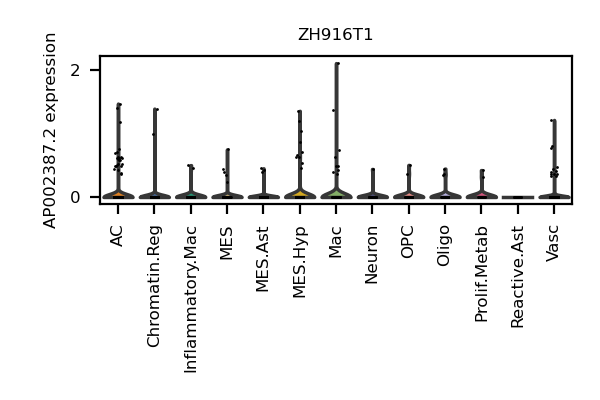 ZH916T1
AP002387.2 expression
2
0
AC
Chromatin.Reg
Inflammatory.Mac
MES
MES.Ast
MES.Hyp
Mac
Neuron
OPC
Oligo
Prolif.Metab
Reactive.Ast
Vasc